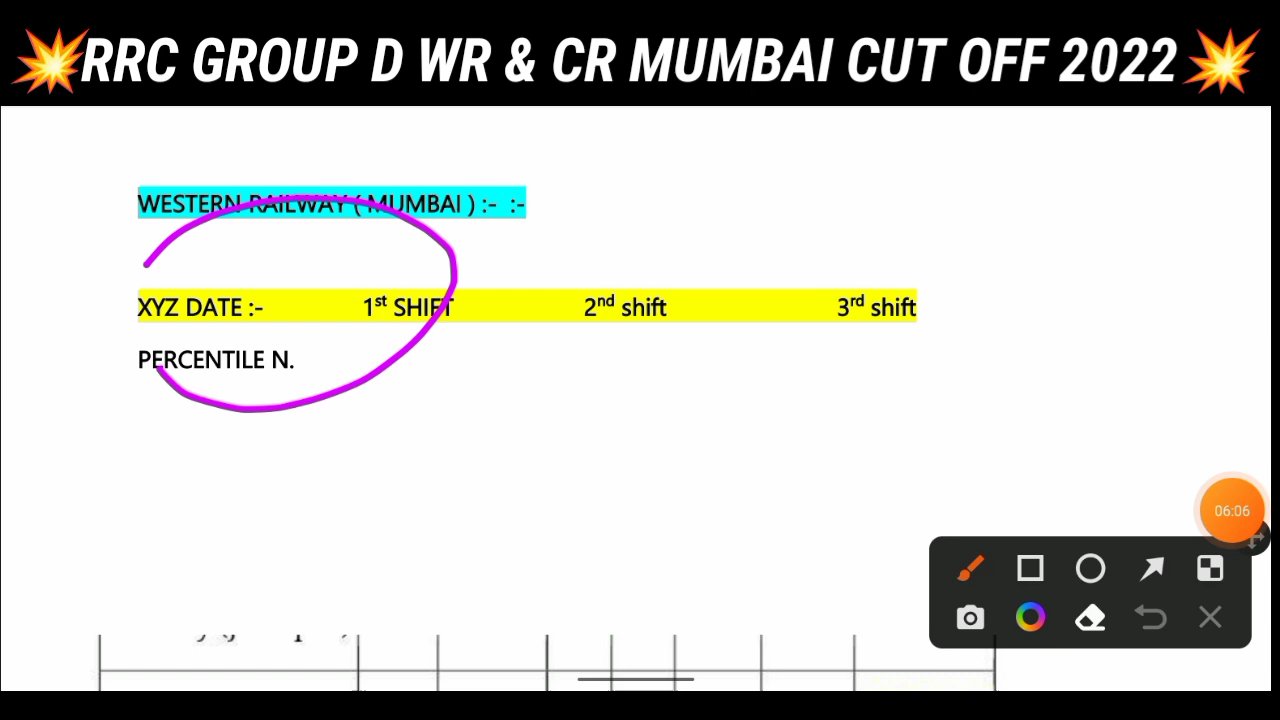 RRC GROUP D WR & CR MUMBAI CUT OFF 2022
WESTERN RAILWAY ( MUMBAI ) :-  :-
XYZ DATE :- 1st SHIFT 2nd shift 3rd shift
PERCENTILE N.
06:06